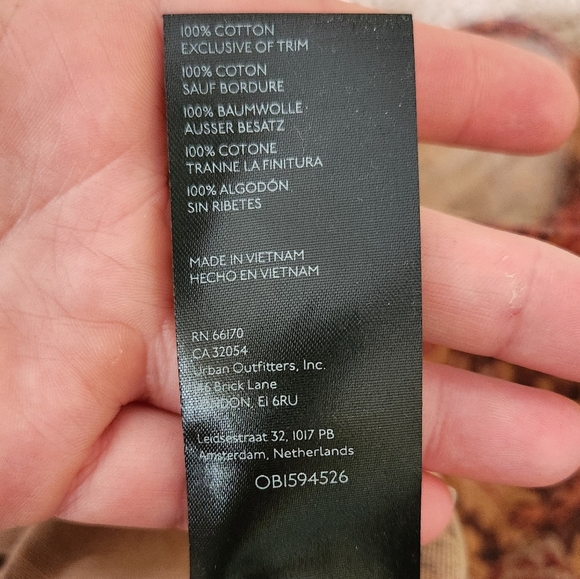 100% COTTON
EXCLUSIVE OF TRIM
100% COTON
SAUF BORDURE
100% BAUMWOLLE
AUSSER BESATZ
100% COTONE
TRANNE LA FINITURA
100% ALGODÓN
SIN RIBETES
MADE IN VIETNAM
HECHO EN VIETNAM
RN 66170
CA 32054
Urban Outfitters, Inc.
Brick Lane
LONDON, E1 6RU
Leidsestraat 32, 1017 PB
Amsterdam, Netherlands
OB1594526